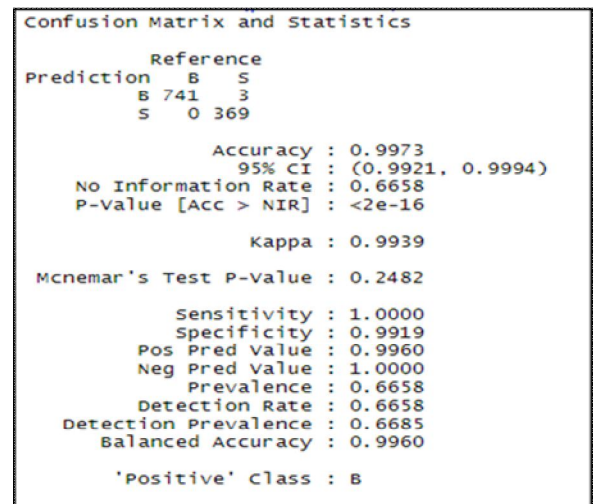 Confusion Matrix and Statistics
Reference
Prediction B S
B 741 3
S 0 369
Accuracy : 0.9973
95% CI : (0.9921, 0.9994)
No Information Rate : 0.6658
P-Value [Acc > NIR] : <2e-16
Kappa : 0.9939
Mcnemar's Test P-Value : 0.2482
Sensitivity : 1.0000
Specificity : 0.9919
Pos Pred Value : 0.9960
Neg Pred Value : 1.0000
Prevalence : 0.6658
Detection Rate : 0.6658
Detection Prevalence : 0.6685
Balanced Accuracy : 0.9960
'Positive' Class : B